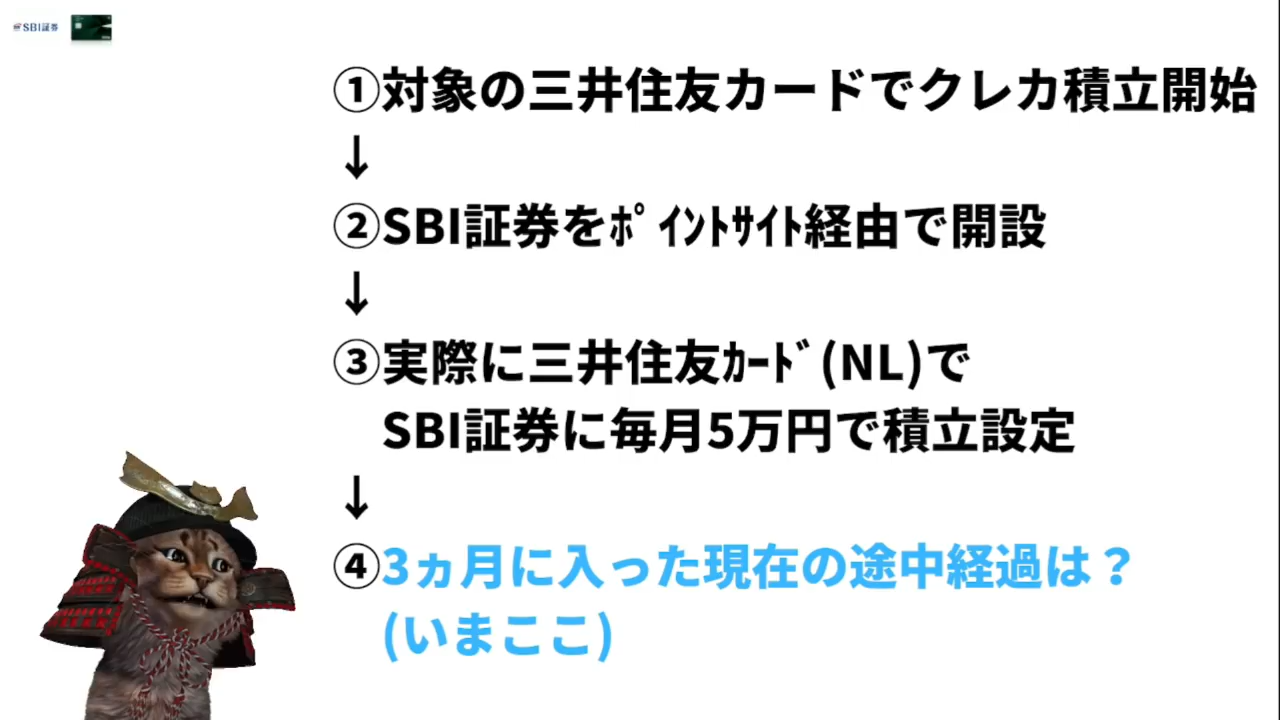 SBI証券
①対象の三井住友カードでクレカ積立開始
↓
②SBI証券をﾎﾟｲﾝﾄｻｲﾄ経由で開設
↓
③実際に三井住友ｶｰﾄﾞ(NL)で
SBI証券に毎月5万円で積立設定
↓
④3ヵ月に入った現在の途中経過は？
(いまここ)